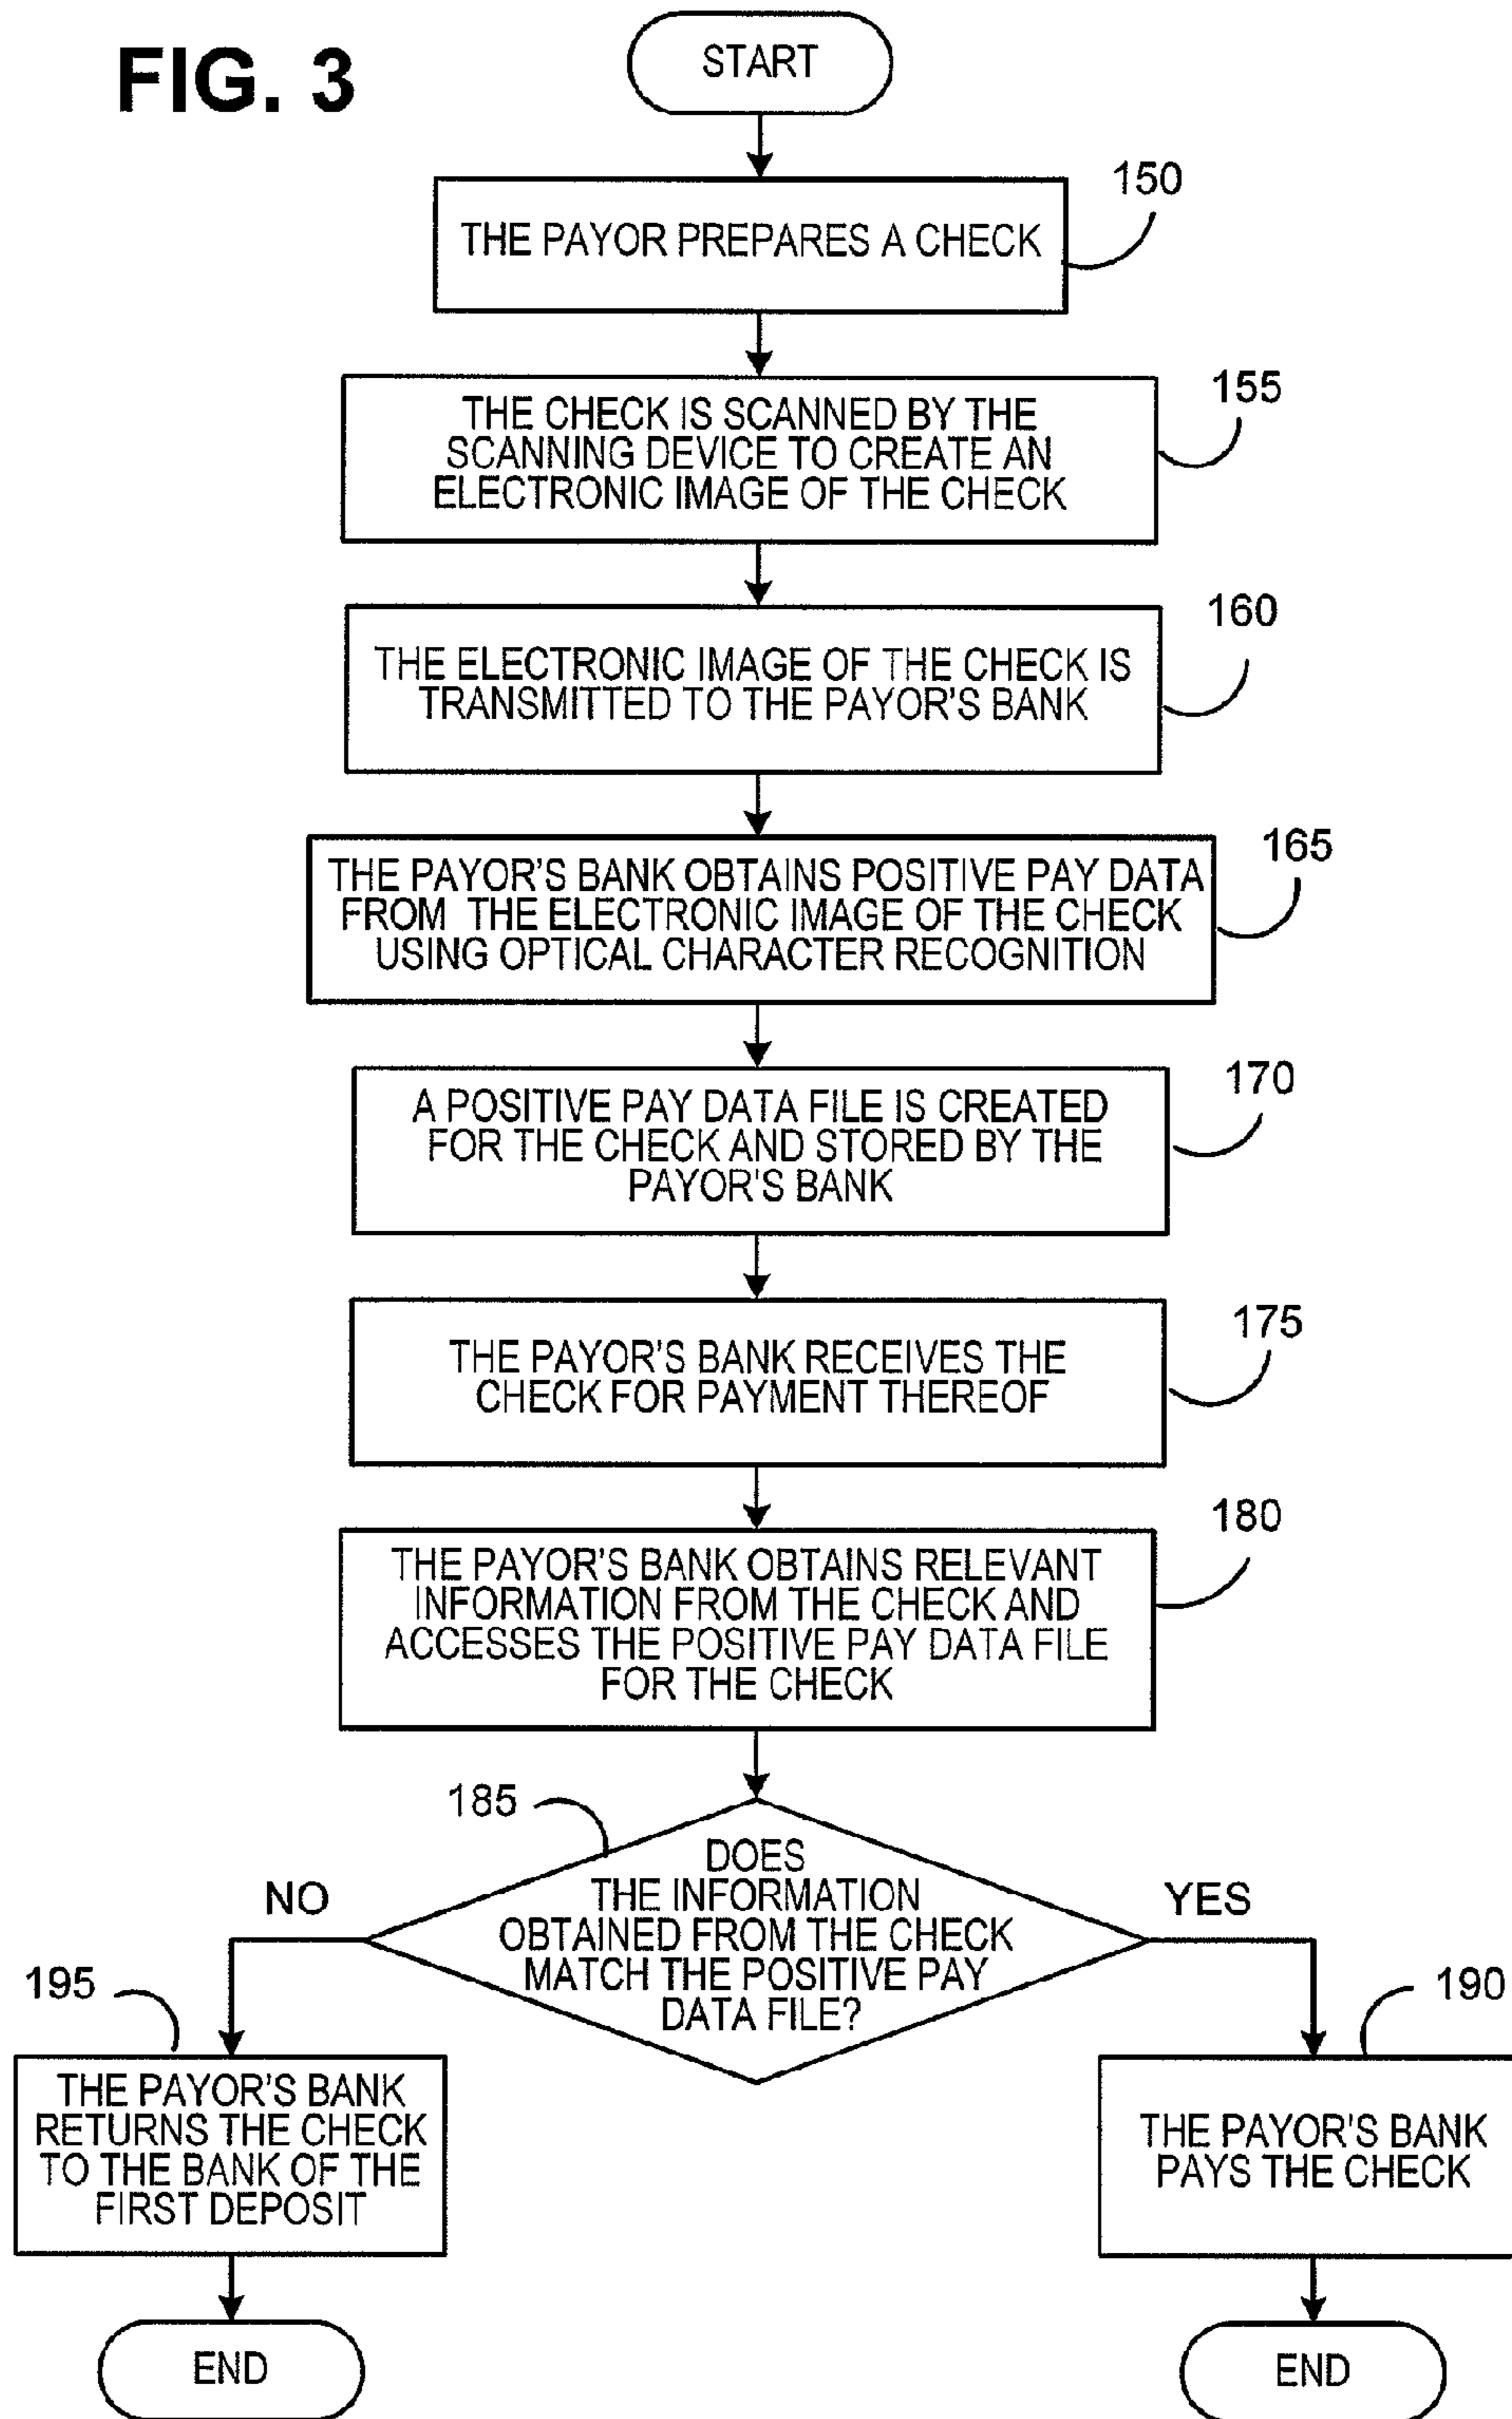 FIG. 3
START
150
THE PAYOR PREPARES A CHECK
155
THE CHECK IS SCANNED BY THE
SCANNING DEVICE TO CREATE AN
ELECTRONIC IMAGE OF THE CHECK
160
THE ELECTRONIC IMAGE OF THE CHECK IS
TRANSMITTED TO THE PAYOR'S BANK
165
THE PAYOR'S BANK OBTAINS POSITIVE PAY DATA
FROM THE ELECTRONIC IMAGE OF THE CHECK
USING OPTICAL CHARACTER RECOGNITION
170
A POSITIVE PAY DATA FILE IS CREATED
FOR THE CHECK AND STORED BY THE
PAYOR'S BANK
175
THE PAYOR'S BANK RECEIVES THE
CHECK FOR PAYMENT THEREOF
180
THE PAYOR'S BANK OBTAINS RELEVANT
INFORMATION FROM THE CHECK AND
ACCESSES THE POSITIVE PAY DATA FILE
FOR THE CHECK
185
DOES
THE INFORMATION
OBTAINED FROM THE CHECK
MATCH THE POSITIVE PAY
DATA FILE?
NO
YES
195
THE PAYOR'S BANK
RETURNS THE CHECK
TO THE BANK OF THE
FIRST DEPOSIT
190
THE PAYOR'S BANK
PAYS THE CHECK
END
END